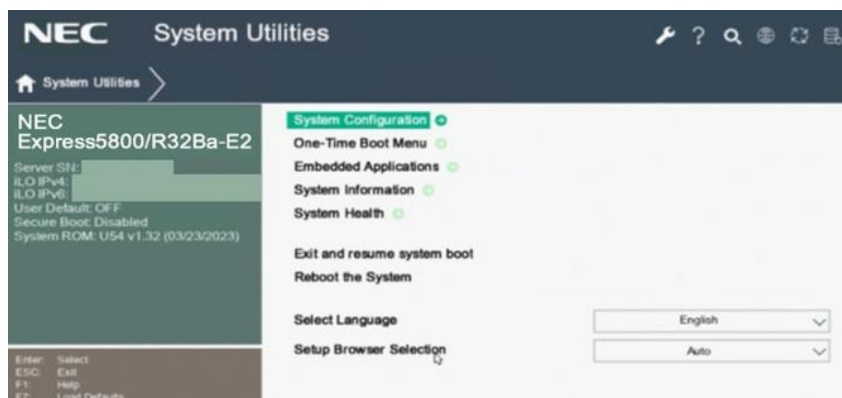 NEC System Utilities
System Utilities
NEC
Express5800/R32Ba-E2
Server SN:
iLO IPv4:
iLO IPv6:
User Default: OFF
Secure Boot: Disabled
System ROM: U54 v1.32 (03/23/2023)
Enter: Select
ESC: Exit
F1: Help
F7: Load Defaults
System Configuration
One-Time Boot Menu
Embedded Applications
System Information
System Health
Exit and resume system boot
Reboot the System
Select Language English
Setup Browser Selection Auto